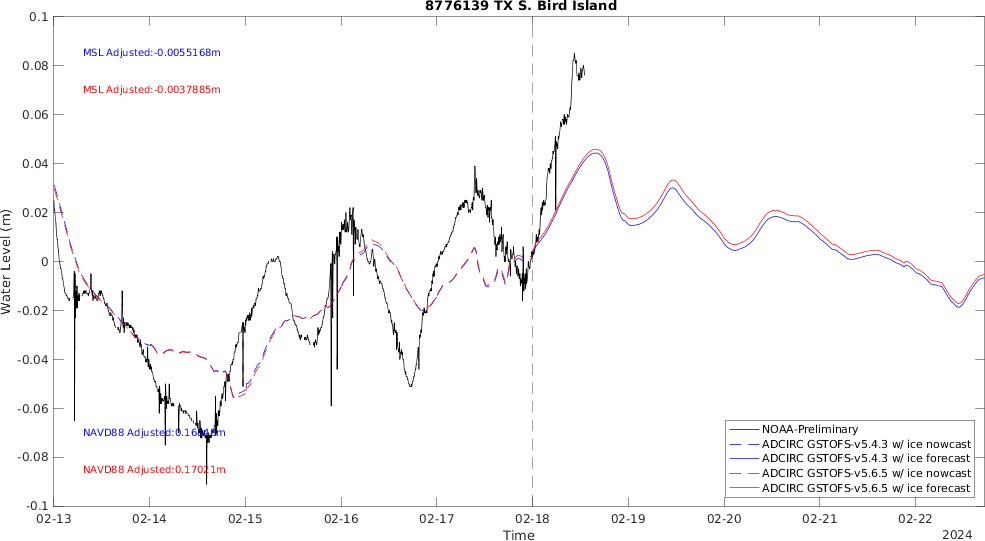 8776139 TX S. Bird Island
0.1
0.08
0.06
0.04
0.02
0
-0.02
-0.04
-0.06
-0.08
-0.1
Water Level (m)
MSL Adjusted:-0.0055168m
MSL Adjusted:-0.0037885m
NAVD88 Adjusted:0.16
NAVD88 Adjusted:0.17021m
NOAA-Preliminary
ADCIRC GSTOFS-v5.4.3 w/ ice nowcast
ADCIRC GSTOFS-v5.4.3 w/ ice forecast
ADCIRC GSTOFS-v5.6.5 w/ ice nowcast
ADCIRC GSTOFS-v5.6.5 w/ ice forecast
02-13 02-14 02-15 02-16 02-17 02-18 02-19 02-20 02-21 02-22
Time
2024